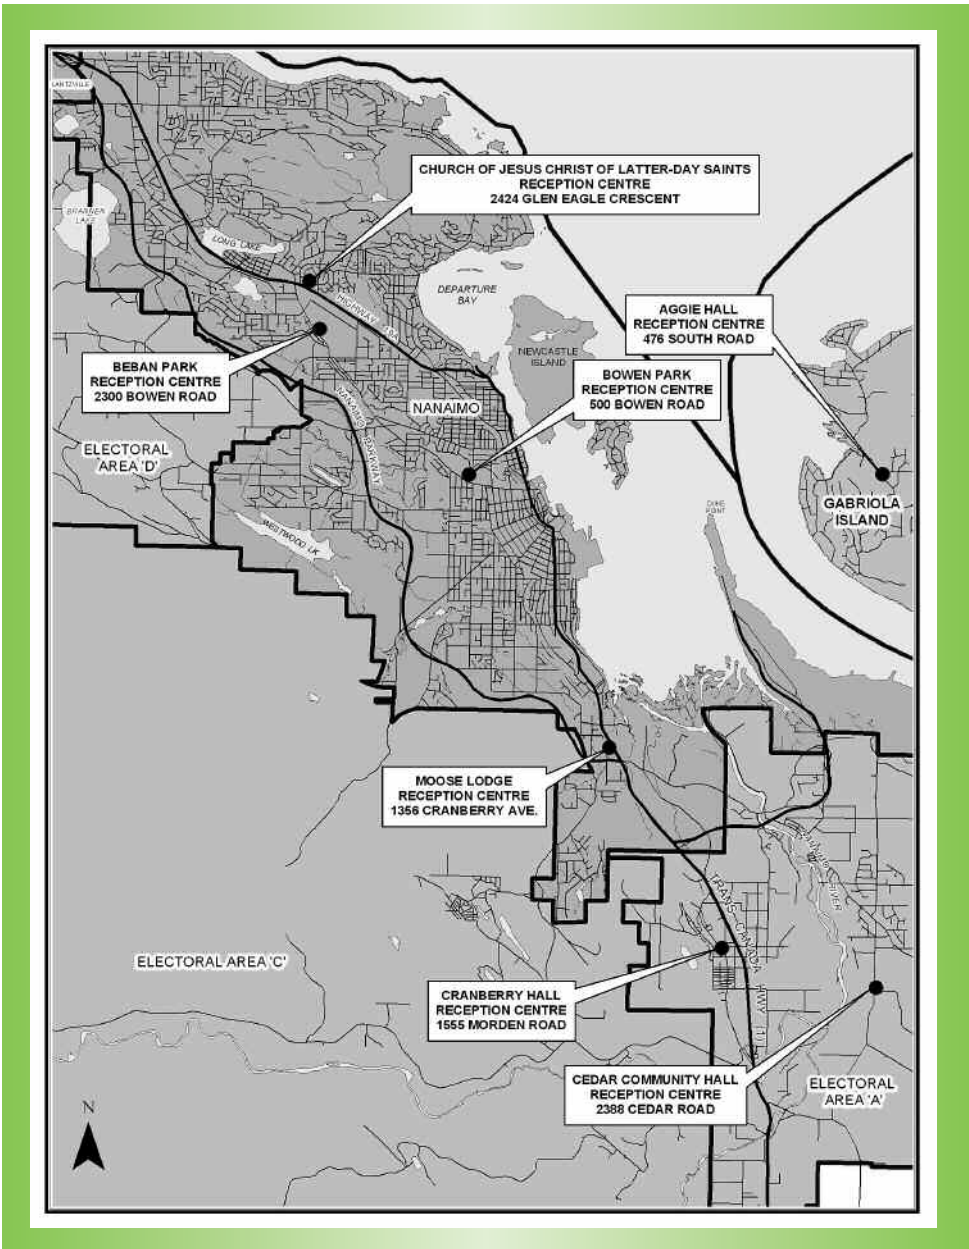 LANTZVILLE
CHURCH OF JESUS CHRIST OF LATTER-DAY SAINTS
RECEPTION CENTRE
2424 GLEN EAGLE CRESCENT
BRANNEN
LAKE
LONG LAKE
DEPARTURE
BAY
HIGHWAY 19A
AGGIE HALL
RECEPTION CENTRE
476 SOUTH ROAD
NEWCASTLE
ISLAND
BEBAN PARK
RECEPTION CENTRE
2300 BOWEN ROAD
BOWEN PARK
RECEPTION CENTRE
500 BOWEN ROAD
NANAIMO
NANAIMO PARKWAY
ELECTORAL
AREA 'D'
GABRIOLA
ISLAND
DUKE
POINT
WESTWOOD LK
MOOSE LODGE
RECEPTION CENTRE
1356 CRANBERRY AVE.
NANAIMO RIVER
TRANS CANADA HWY (1)
ELECTORAL AREA 'C'
CRANBERRY HALL
RECEPTION CENTRE
1555 MORDEN ROAD
CEDAR COMMUNITY HALL
RECEPTION CENTRE
2388 CEDAR ROAD
ELECTORAL
AREA 'A'
N